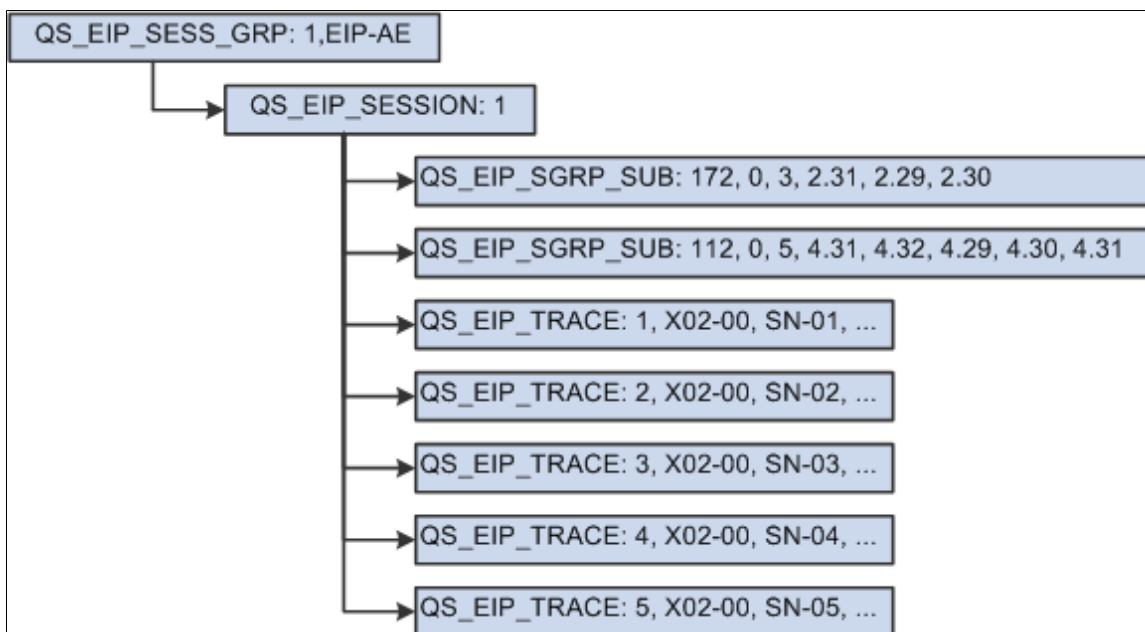 QS_EIP_SESS_GRP: 1,EIP-AE
QS_EIP_SESSION: 1
QS_EIP_SGRP_SUB: 172, 0, 3, 2.31, 2.29, 2.30
QS_EIP_SGRP_SUB: 112, 0, 5, 4.31, 4.32, 4.29, 4.30, 4.31
QS_EIP_TRACE: 1, X02-00, SN-01, ...
QS_EIP_TRACE: 2, X02-00, SN-02, ...
QS_EIP_TRACE: 3, X02-00, SN-03, ...
QS_EIP_TRACE: 4, X02-00, SN-04, ...
QS_EIP_TRACE: 5, X02-00, SN-05, ...